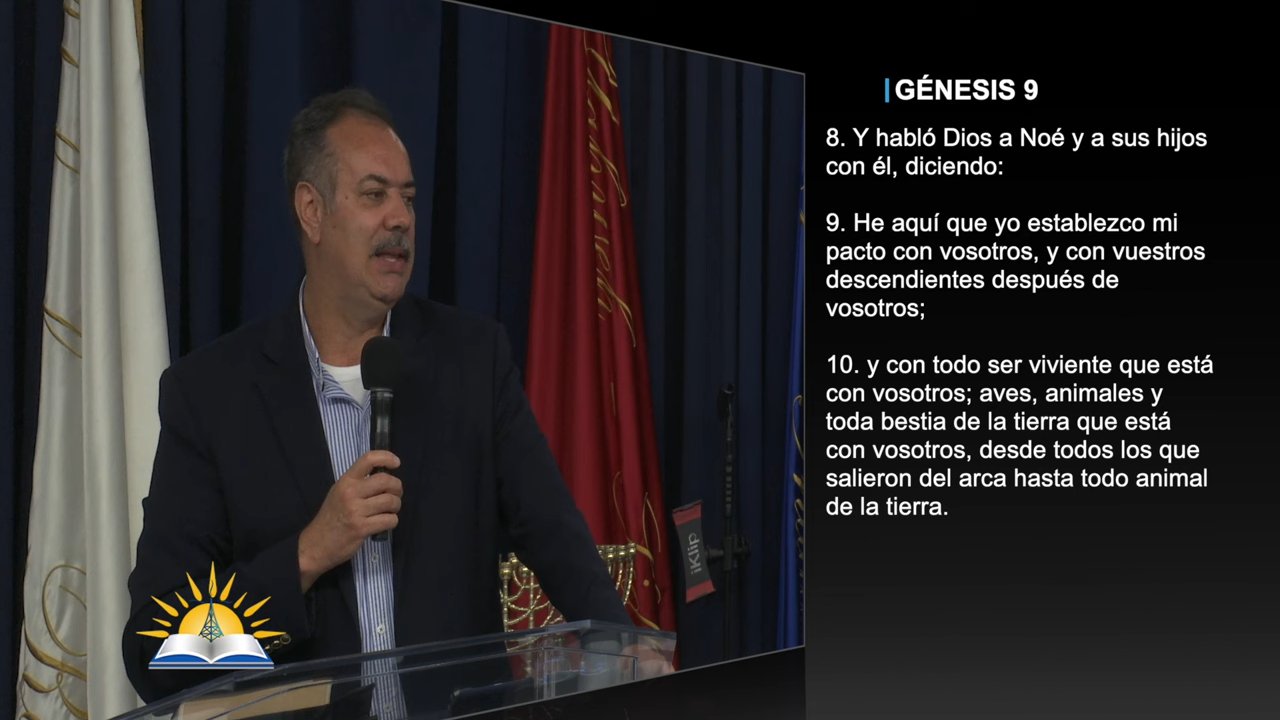 GÉNESIS 9
8. Y habló Dios a Noé y a sus hijos
con él, diciendo:
9. He aquí que yo establezco mi
pacto con vosotros, y con vuestros
descendientes después de
vosotros;
10. y con todo ser viviente que está
con vosotros; aves, animales y
toda bestia de la tierra que está
con vosotros, desde todos los que
salieron del arca hasta todo animal
de la tierra.
iKlip